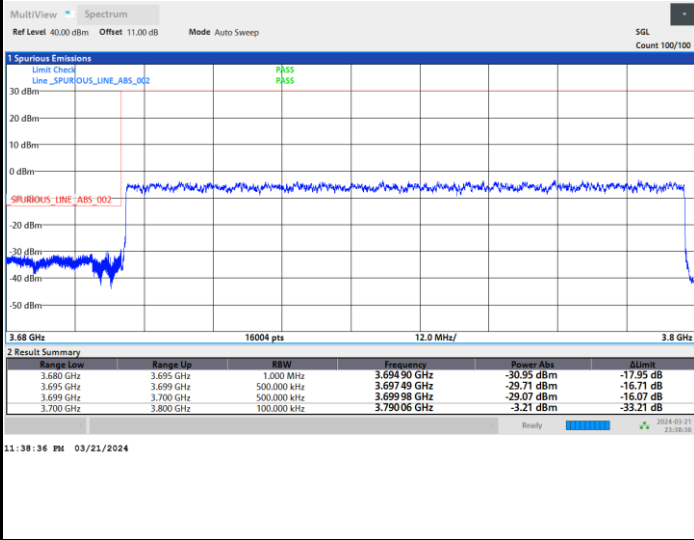 MultiView Spectrum
Ref Level 40.00 dBm Offset 11.00 dB Mode Auto Sweep SGL
Count 100/100
1 Spurious Emissions
Limit Check PASS
Line _SPURIOUS_LINE_ABS_002 PASS
30 dBm
20 dBm
10 dBm
0 dBm
_SPURIOUS_LINE_ABS_002
-20 dBm
-30 dBm
-40 dBm
-50 dBm
3.68 GHz 16004 pts 12.0 MHz/ 3.8 GHz
2 Result Summary
Range Low Range Up RBW Frequency Power Abs ΔLimit
3.680 GHz 3.695 GHz 1.000 MHz 3.694 90 GHz -30.95 dBm -17.95 dB
3.695 GHz 3.699 GHz 500.000 kHz 3.697 49 GHz -29.71 dBm -16.71 dB
3.699 GHz 3.700 GHz 500.000 kHz 3.699 98 GHz -29.07 dBm -16.07 dB
3.700 GHz 3.800 GHz 100.000 kHz 3.790 06 GHz -3.21 dBm -33.21 dB
Ready 2024-03-21
23:38:36
11:38:36 PM 03/21/2024